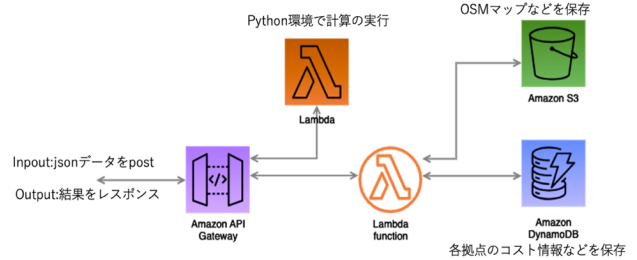 OSMマップなどを保存
Python環境で計算の実行
Amazon S3
Lambda
Inpout:jsonデータをpost
Output:結果をレスポンス
</>
Amazon API
Gateway
Lambda
function
Amazon
DynamoDB
各拠点のコスト情報などを保存